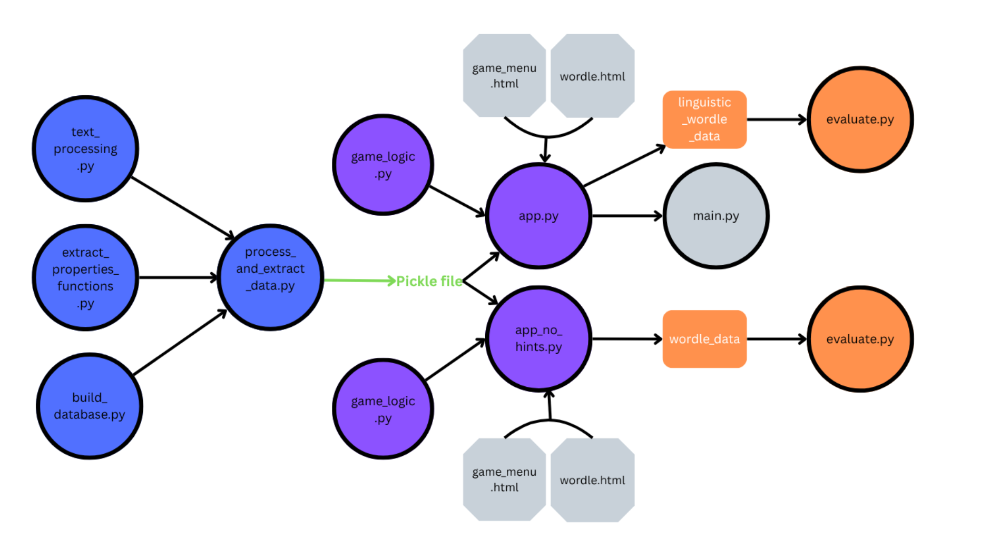 text_
processing
.py
extract_
properties_
functions
.py
build_
database.py
process_
and_extract
_data.py
Pickle file
game_logic
.py
game_menu
.html
wordle.html
app.py
linguistic
_wordle
_data
evaluate.py
main.py
app_no_
hints.py
wordle_data
evaluate.py
game_logic
.py
game_menu
.html
wordle.html